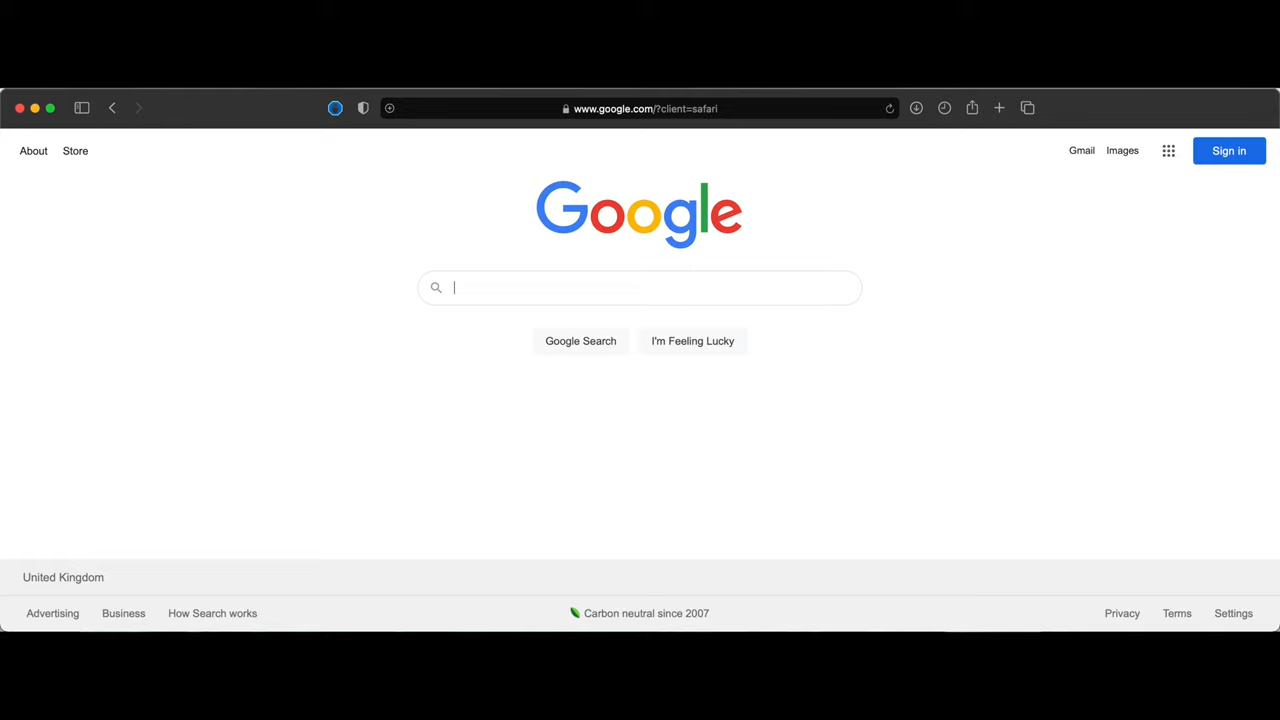 www.google.com/?client=safari
About Store
Gmail Images
Sign in
Google
Google Search I'm Feeling Lucky
United Kingdom
Advertising Business How Search works
Carbon neutral since 2007
Privacy Terms Settings